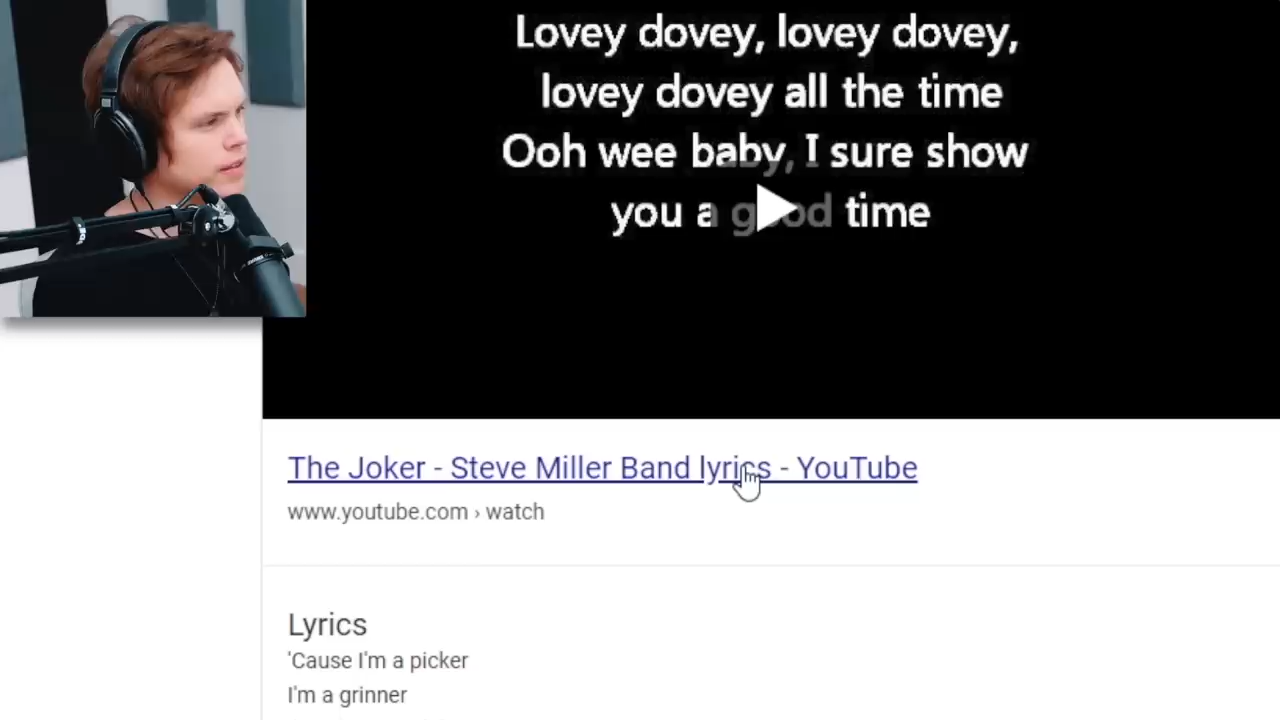 Lovey dovey, lovey dovey,
lovey dovey all the time
Ooh wee baby, I sure show
you a good time
The Joker - Steve Miller Band lyrics - YouTube
www.youtube.com › watch
Lyrics
'Cause I'm a picker
I'm a grinner